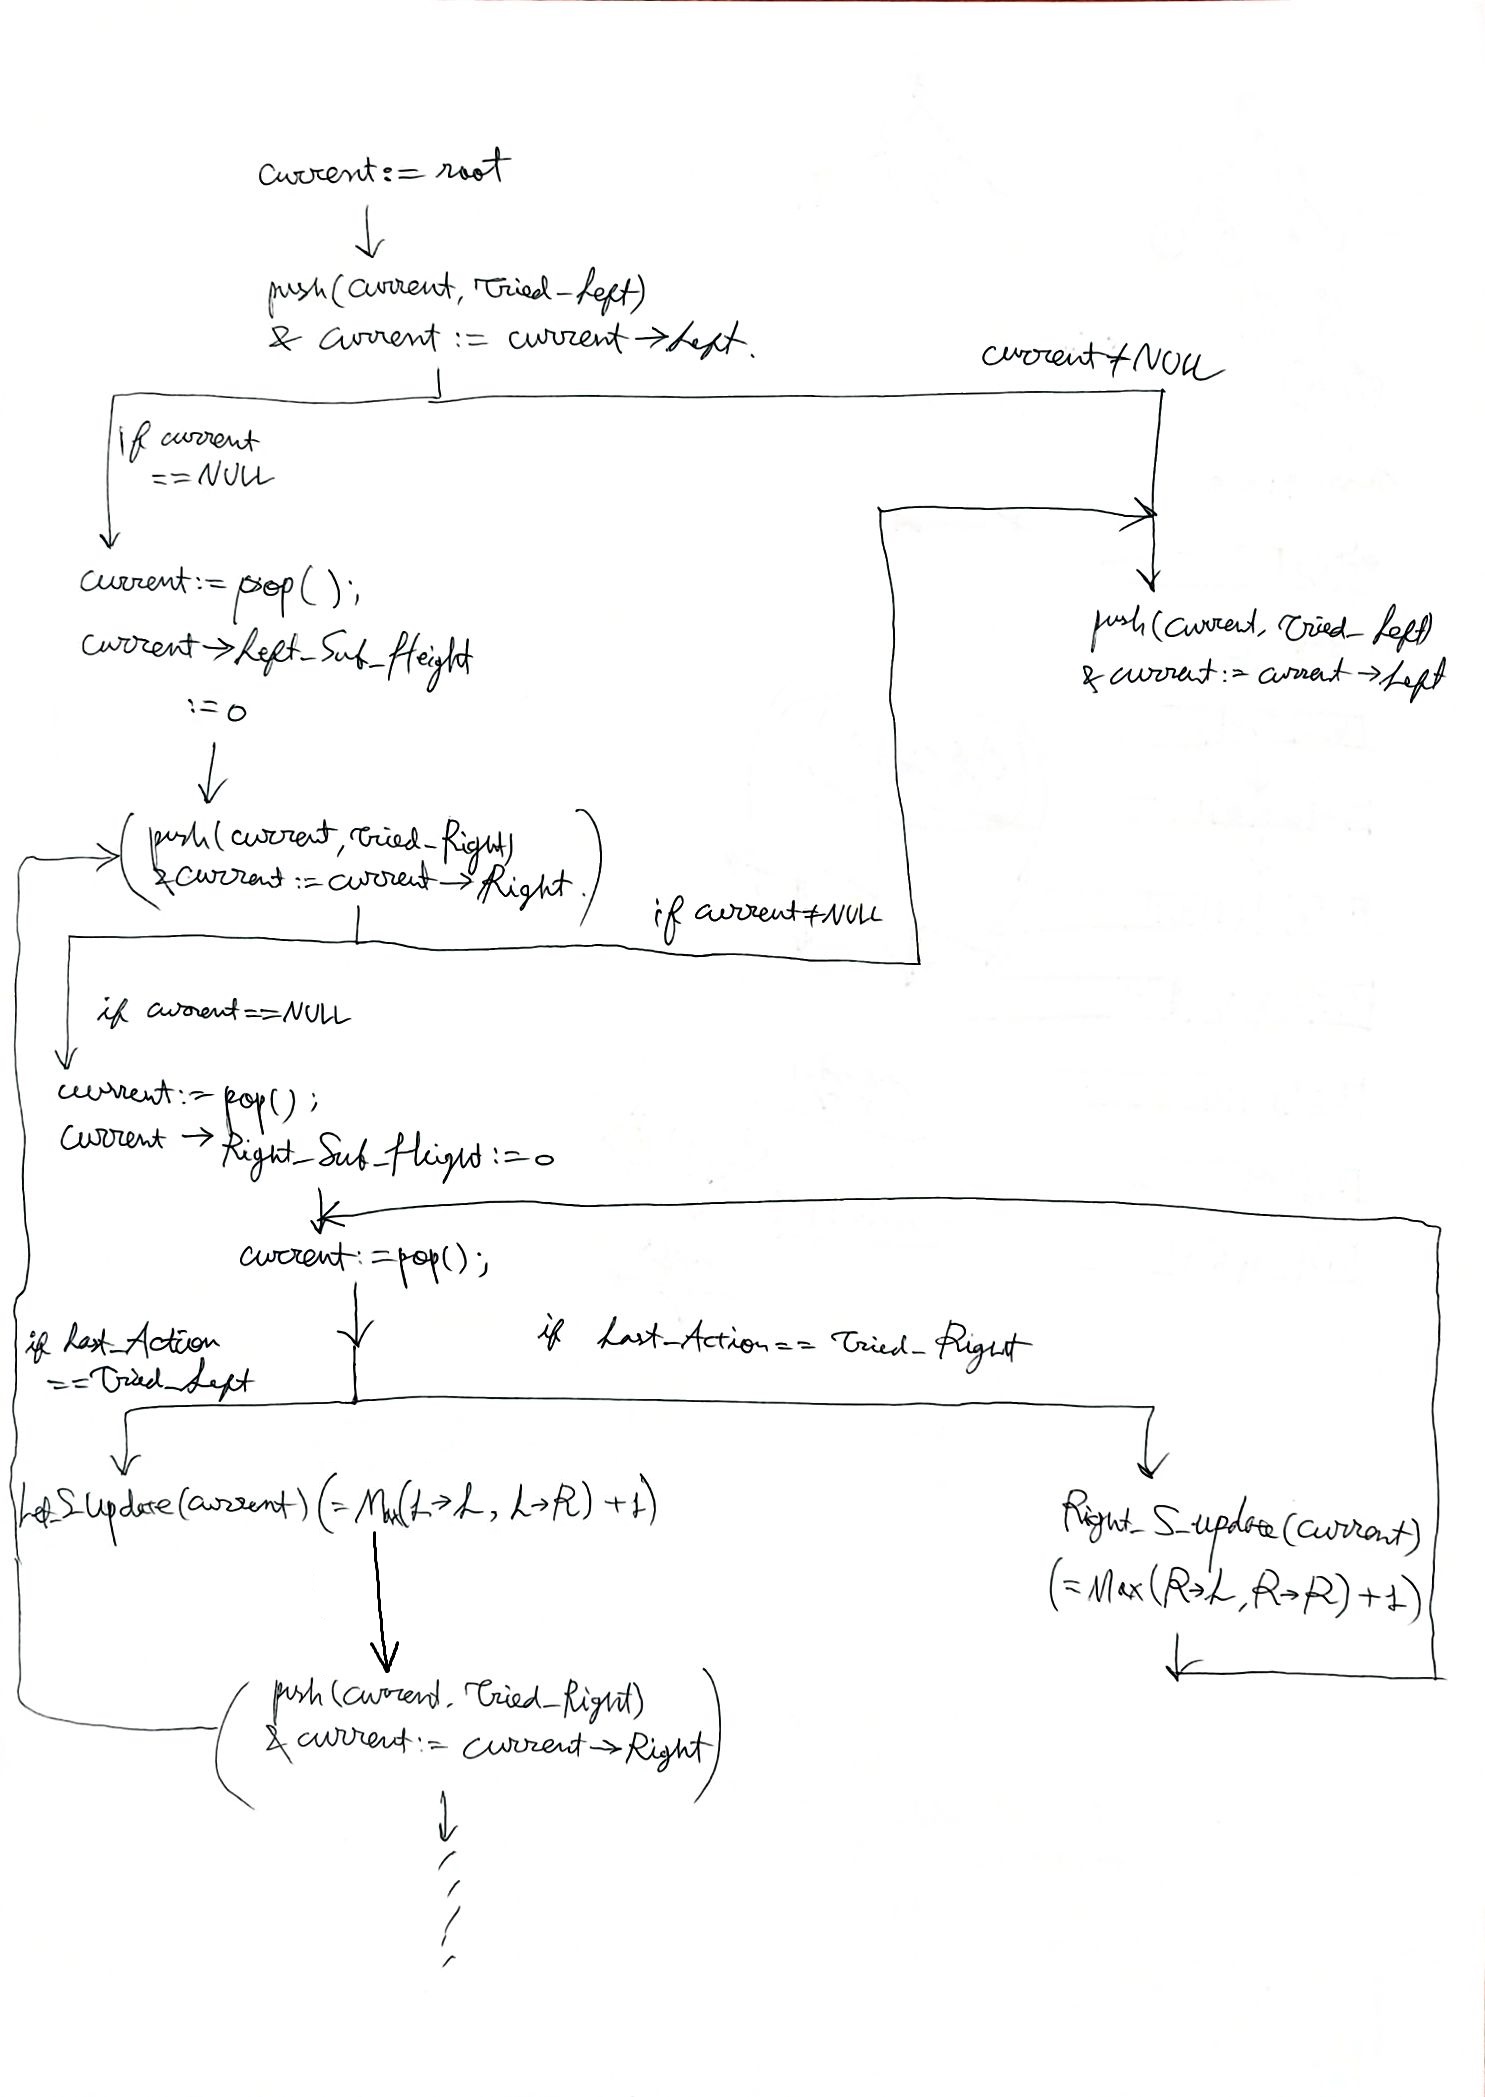 current := root
push(current, Tried_Left)
& current := current → Left.
current ≠ NULL
if current
== NULL
current := pop();
current → Left_Sub_Height
:= 0
push(current, Tried_Left)
& current := current → Left
push(current, Tried_Right)
& current := current → Right.
if current ≠ NULL
if current == NULL
current := pop();
current → Right_Sub_Height := 0
current := pop();
if Last_Action
== Tried_Left
if Last_Action == Tried_Right
Lef_S_Update(current) (= Max(L→L, L→R) + 1)
Right_S_update(current)
(= Max(R→L, R→R) + 1)
push(current, Tried_Right)
& current := current → Right